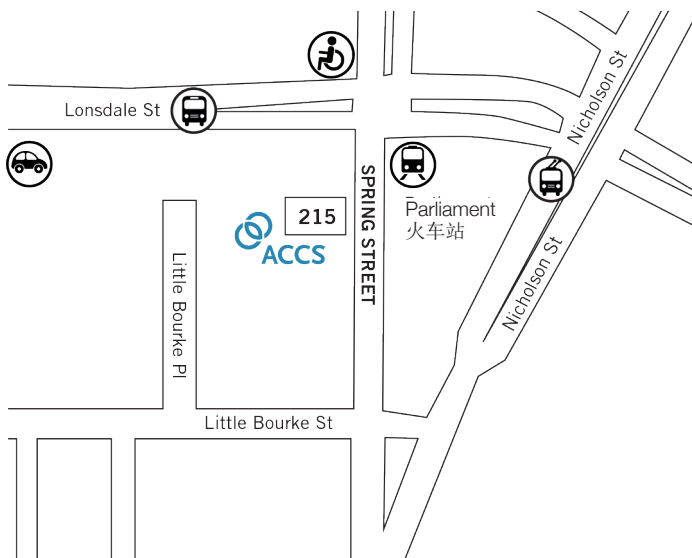 Lonsdale St
Nicholson St
SPRING STREET
215
ACCS
Parliament
火车站
Little Bourke Pl
Nicholson St
Little Bourke St